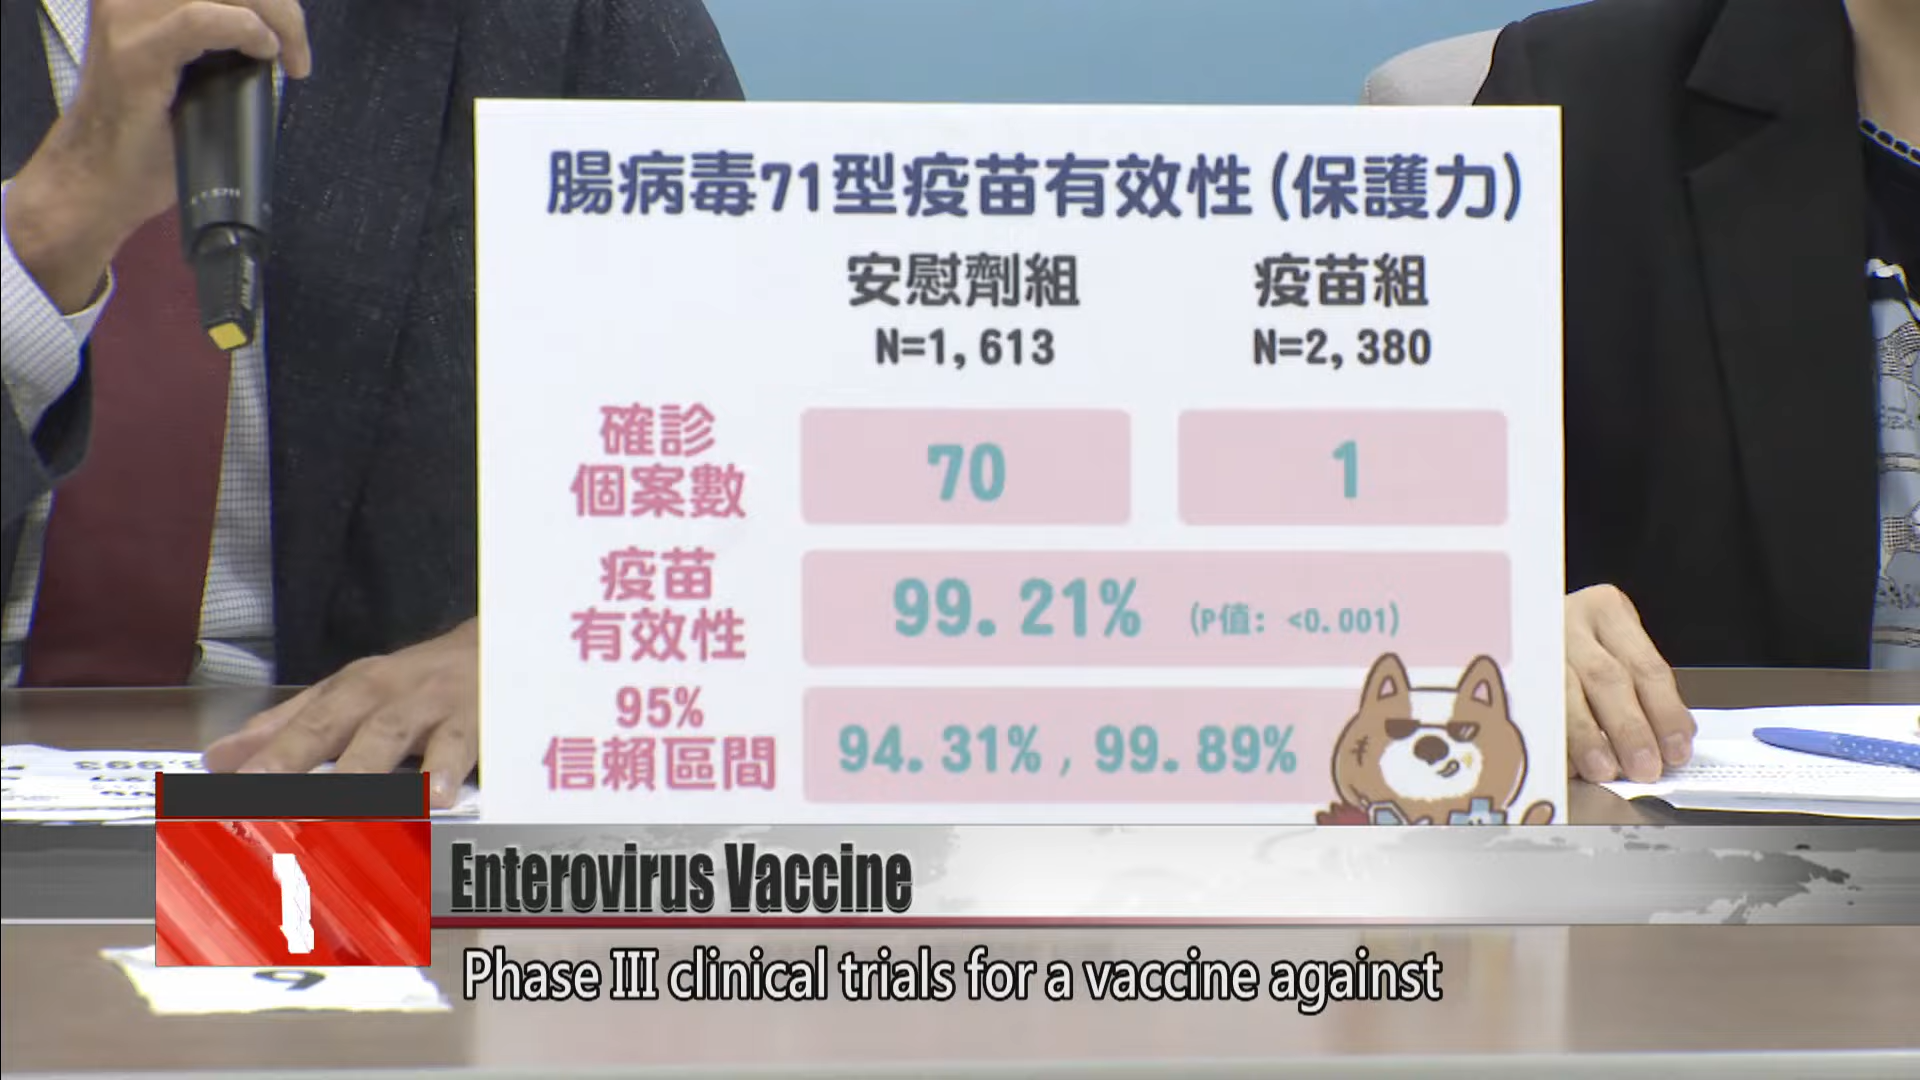 腸病毒71型疫苗有效性(保護力)
安慰劑組 疫苗組
N=1,613 N=2,380
確診
個案數
70 1
疫苗
有效性
99.21% (P值: <0.001)
95%
信賴區間
94.31%, 99.89%
1
Enterovirus Vaccine
Phase III clinical trials for a vaccine against